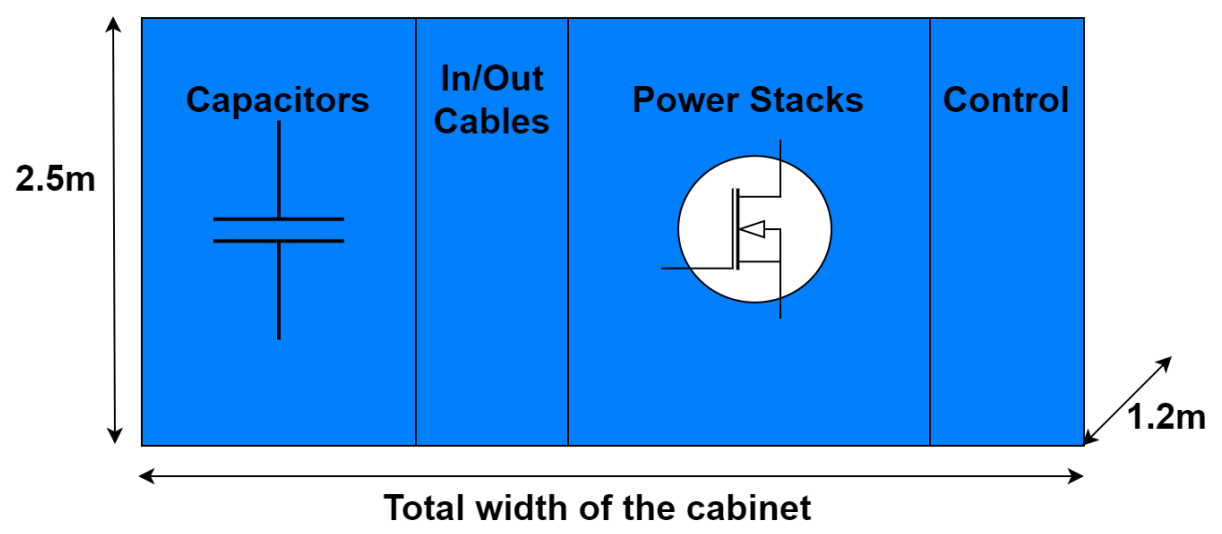 Capacitors
In/Out
Cables
Power Stacks
Control
2.5m
1.2m
Total width of the cabinet